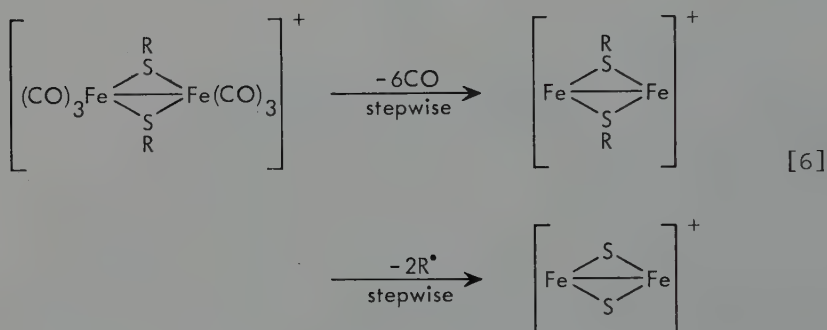 R
S
(CO)3Fe Fe(CO)3
S
R
+
-6CO
stepwise
R
S
Fe Fe
S
R
+
[6]
-2R•
stepwise
S
Fe Fe
S
+